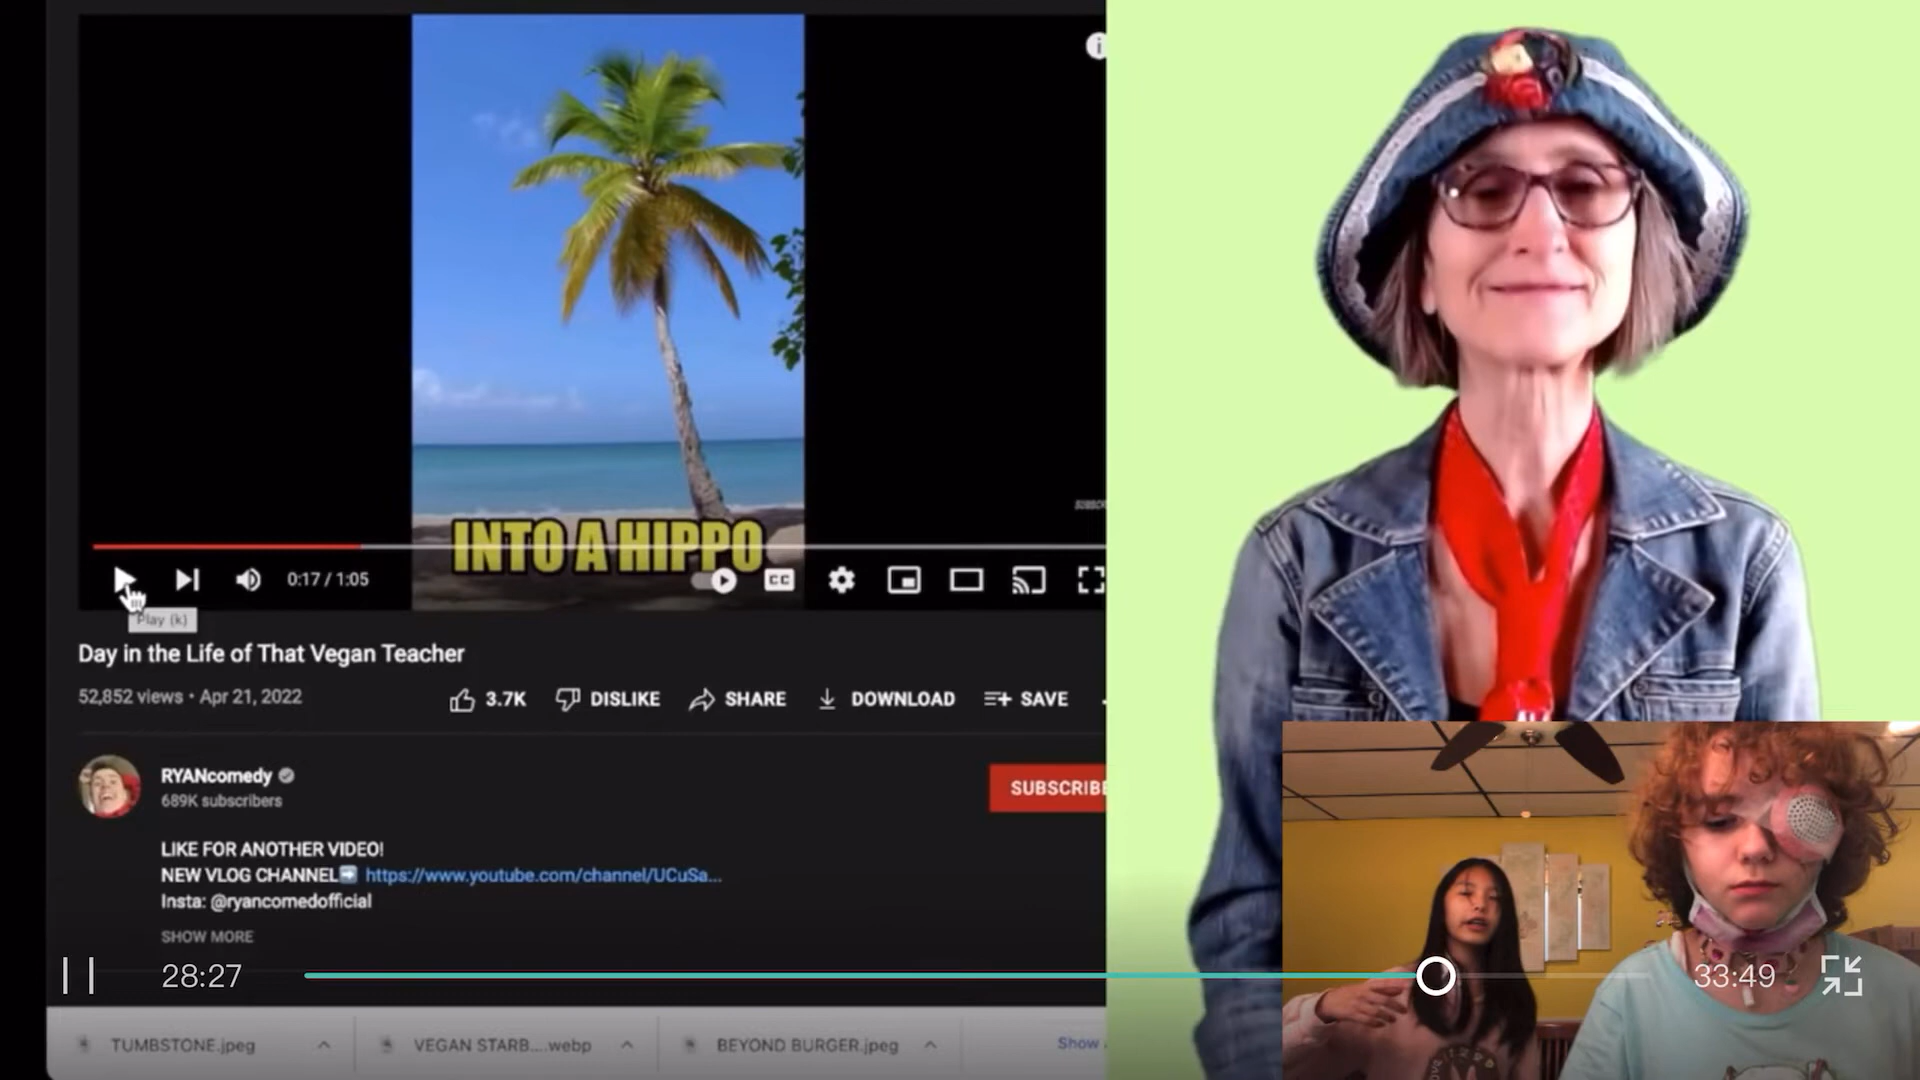 INTO A HIPPO
0:17 / 1:05
CC
Play (k)
Day in the Life of That Vegan Teacher
52,852 views • Apr 21, 2022
3.7K DISLIKE SHARE DOWNLOAD SAVE
RYANcomedy
689K subscribers
SUBSCRIBE
LIKE FOR ANOTHER VIDEO!
NEW VLOG CHANNEL➡️ https://www.youtube.com/channel/UCuSa...
Insta: @ryancomedofficial
SHOW MORE
28:27
33:49
TUMBSTONE.jpeg
VEGAN STARB....webp
BEYOND BURGER.jpeg
Show